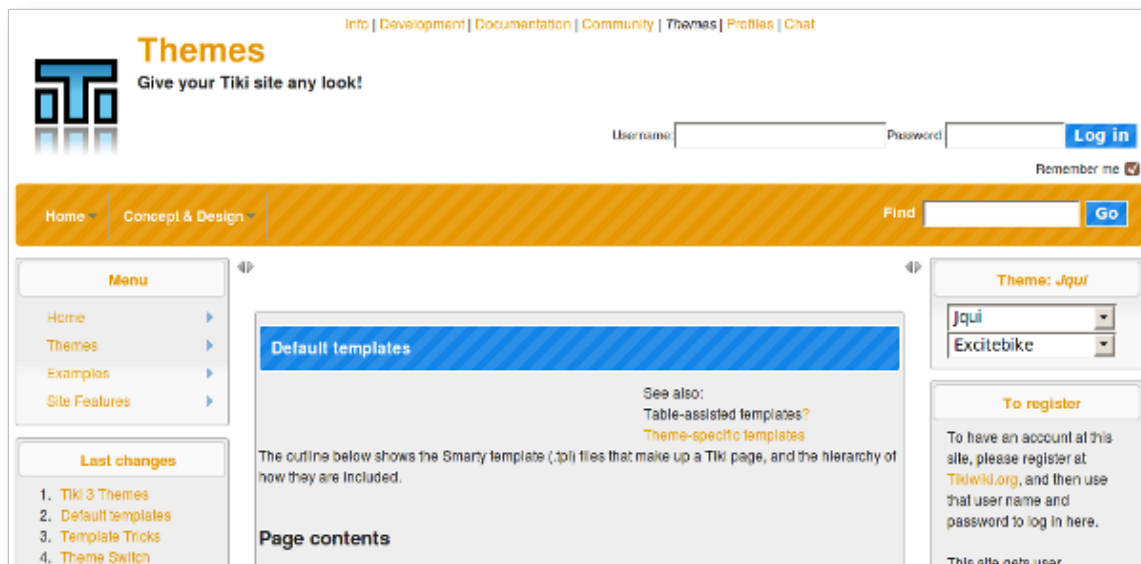 Info | Development | Documentation | Community | Themes | Profiles | Chat
Themes
Give your Tiki site any look!
Username: Password: Log in
Remember me
Home Concept & Design Find Go
Menu
Home
Themes
Examples
Site Features
Last changes
1. Tiki 3 Themes
2. Default templates
3. Template Tricks
4. Theme Switch
Default templates
See also:
Table-assisted templates?
Theme-specific templates
The outline below shows the Smarty template (.tpl) files that make up a Tiki page, and the hierarchy of
how they are included.
Page contents
Theme: Jqui
Jqui
Excitebike
To register
To have an account at this
site, please register at
Tikiwiki.org, and then use
that user name and
password to log in here.
This site gets user